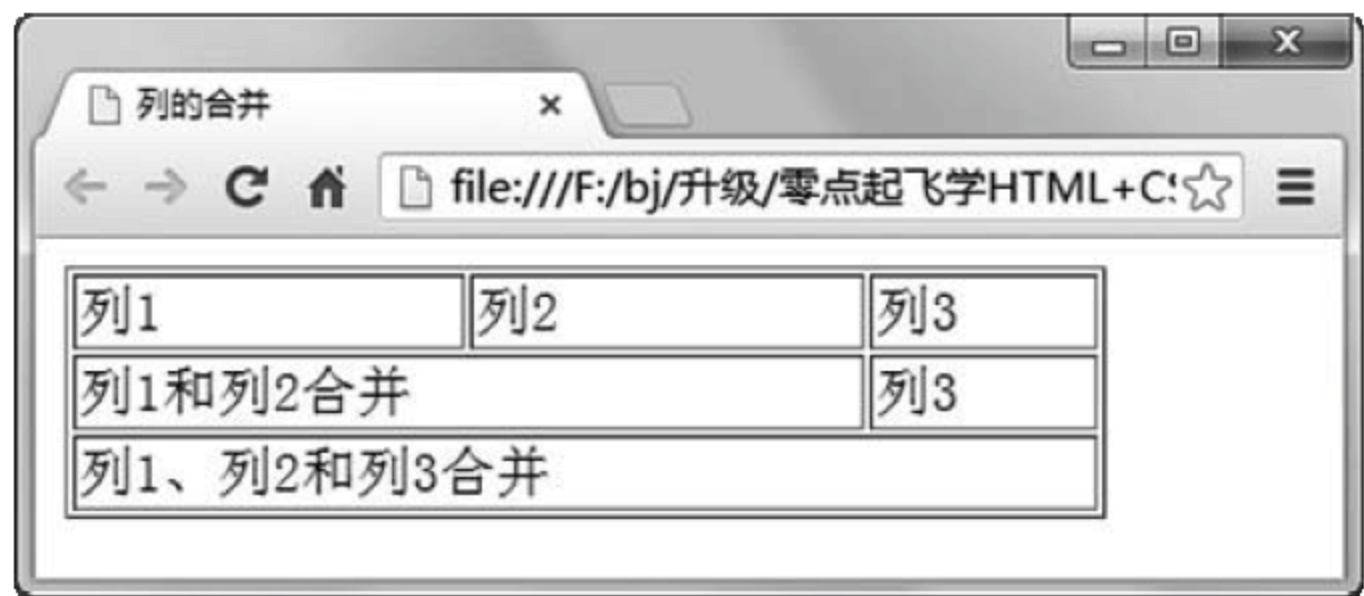 列的合并
file:///F:/bj/升级/零点起飞学HTML+CS
列1 列2 列3
列1和列2合并 列3
列1、列2和列3合并